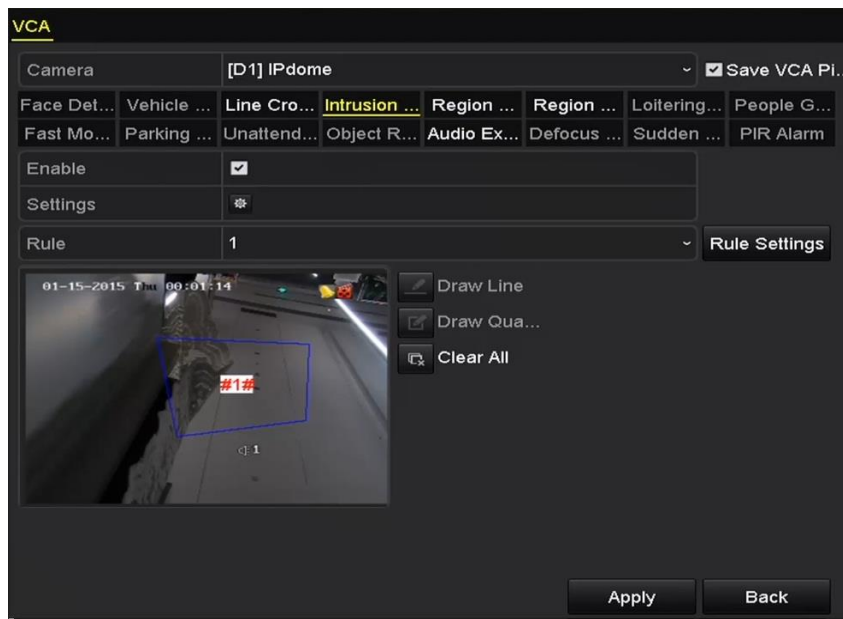 VCA
Camera [D1] IPdome Save VCA Pi..
Face Det... Vehicle ... Line Cro... Intrusion ... Region ... Region ... Loitering... People G...
Fast Mo... Parking ... Unattend... Object R... Audio Ex... Defocus ... Sudden ... PIR Alarm
Enable
Settings
Rule 1 Rule Settings
01-15-2015 Thu 00:01:14
Draw Line
Draw Qua...
Clear All
#1#
1
Apply Back